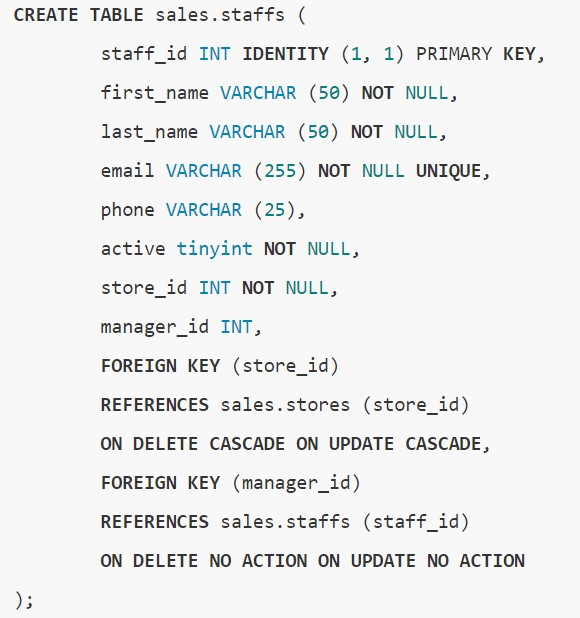 CREATE TABLE sales.staffs (
staff_id INT IDENTITY (1, 1) PRIMARY KEY,
first_name VARCHAR (50) NOT NULL,
last_name VARCHAR (50) NOT NULL,
email VARCHAR (255) NOT NULL UNIQUE,
phone VARCHAR (25),
active tinyint NOT NULL,
store_id INT NOT NULL,
manager_id INT,
FOREIGN KEY (store_id)
REFERENCES sales.stores (store_id)
ON DELETE CASCADE ON UPDATE CASCADE,
FOREIGN KEY (manager_id)
REFERENCES sales.staffs (staff_id)
ON DELETE NO ACTION ON UPDATE NO ACTION
);